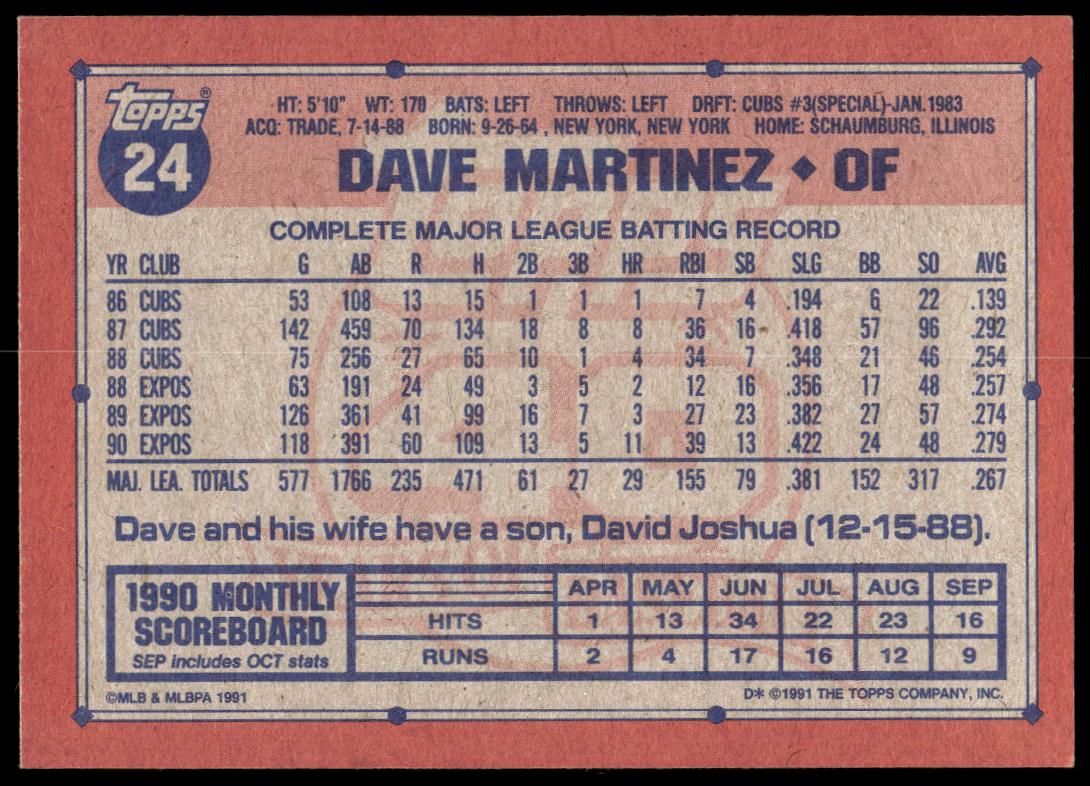 TOPPS®
24
HT: 5'10" WT: 170 BATS: LEFT THROWS: LEFT DRFT: CUBS #3(SPECIAL)-JAN.1983
ACQ: TRADE, 7-14-88 BORN: 9-26-64 , NEW YORK, NEW YORK HOME: SCHAUMBURG, ILLINOIS
DAVE MARTINEZ ◆ OF
COMPLETE MAJOR LEAGUE BATTING RECORD
YR CLUB G AB R H 2B 3B HR RBI SB SLG BB SO AVG
86 CUBS 53 108 13 15 1 1 1 7 4 .194 6 22 .139
87 CUBS 142 459 70 134 18 8 8 36 16 .418 57 96 .292
88 CUBS 75 256 27 65 10 1 4 34 7 .348 21 46 .254
88 EXPOS 63 191 24 49 3 5 2 12 16 .356 17 48 .257
89 EXPOS 126 361 41 99 16 7 3 27 23 .382 27 57 .274
90 EXPOS 118 391 60 109 13 5 11 39 13 .422 24 48 .279
MAJ. LEA. TOTALS 577 1766 235 471 61 27 29 155 79 .381 152 317 .267
Dave and his wife have a son, David Joshua (12-15-88).
1990 MONTHLY
SCOREBOARD
SEP includes OCT stats
APR MAY JUN JUL AUG SEP
HITS 1 13 34 22 23 16
RUNS 2 4 17 16 12 9
©MLB & MLBPA 1991
D* ©1991 THE TOPPS COMPANY, INC.